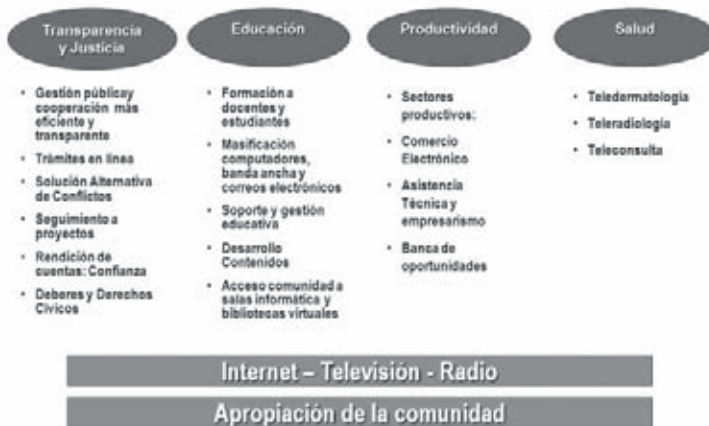 Transparencia
y Justicia
• Gestión públicay
cooperación más
eficiente y
transparente
• Trámites en línea
• Solución Alternativa
de Conflictos
• Seguimiento a
proyectos
• Rendición de
cuentas: Confianza
• Deberes y Derechos
Cívicos
Educación
• Formación a
docentes y
estudiantes
• Masificación
computadores,
banda ancha y
correos electrónicos
• Soporte y gestión
educativa
• Desarrollo
Contenidos
• Acceso comunidad a
salas informática y
bibliotecas virtuales
Productividad
• Sectores
productivos:
• Comercio
Electrónico
• Asistencia
Técnica y
empresarismo
• Banca de
oportunidades
Salud
• Teledermatología
• Teleradiología
• Teleconsulta
Internet – Televisión - Radio
Apropiación de la comunidad